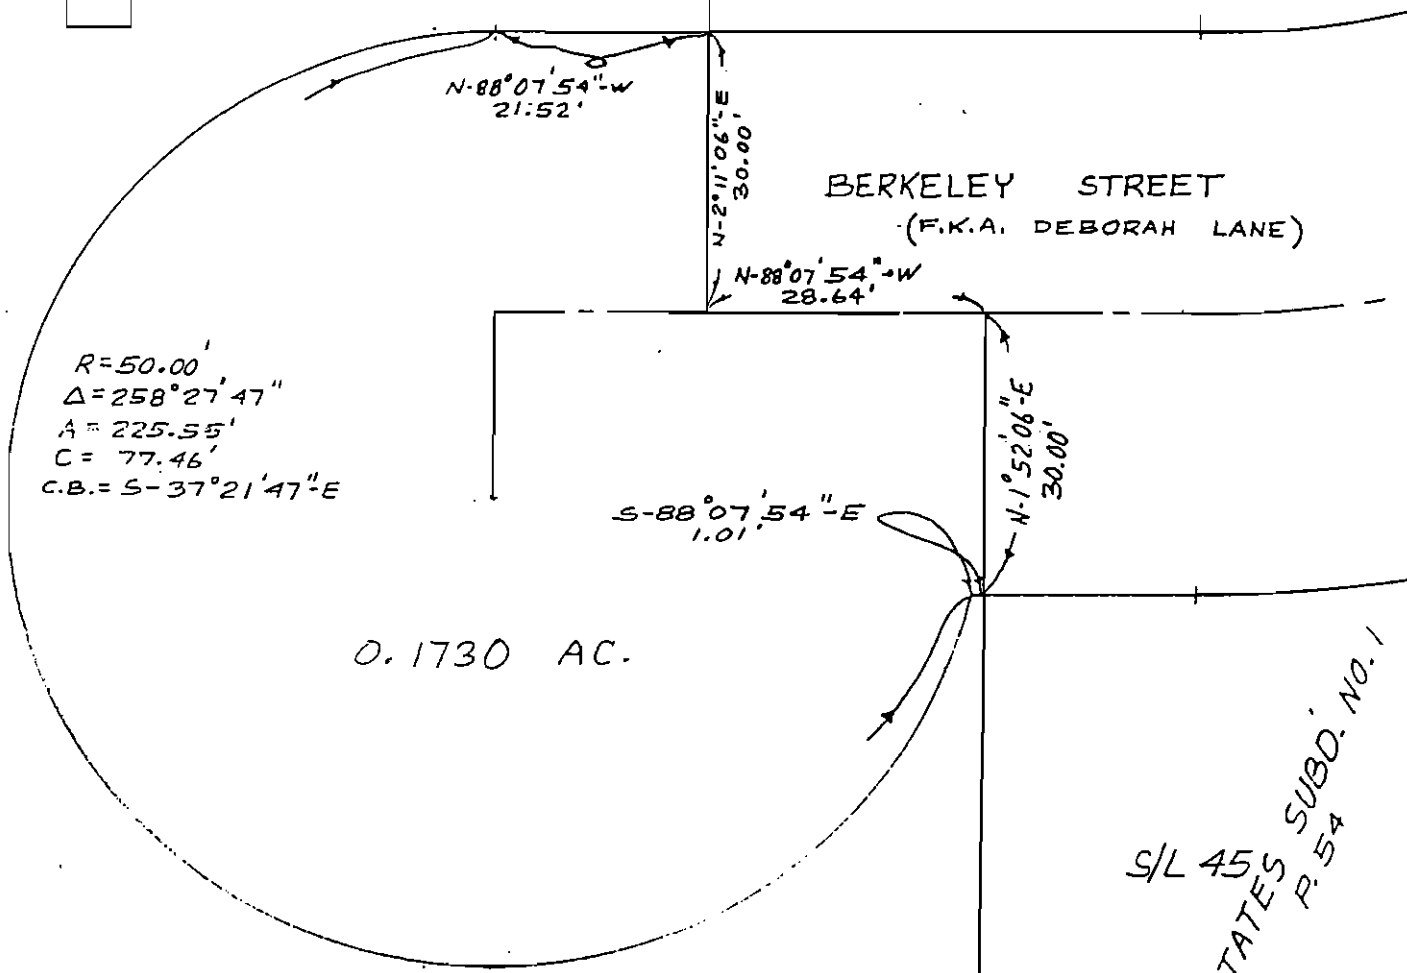 N-88°07'54"-W
21.52'
N-2°11'06"-E
30.00'
BERKELEY STREET
(F.K.A. DEBORAH LANE)
N-88°07'54"-W
28.64'
R=50.00'
Δ=258°27'47"
A=225.55'
C= 77.46'
C.B.= S-37°21'47"-E
N-1°52'06"-E
30.00'
S-88°07'54"-E
1.01'
0.1730 AC.
S/L 45
TATES SUBD. NO. 1
P. 54